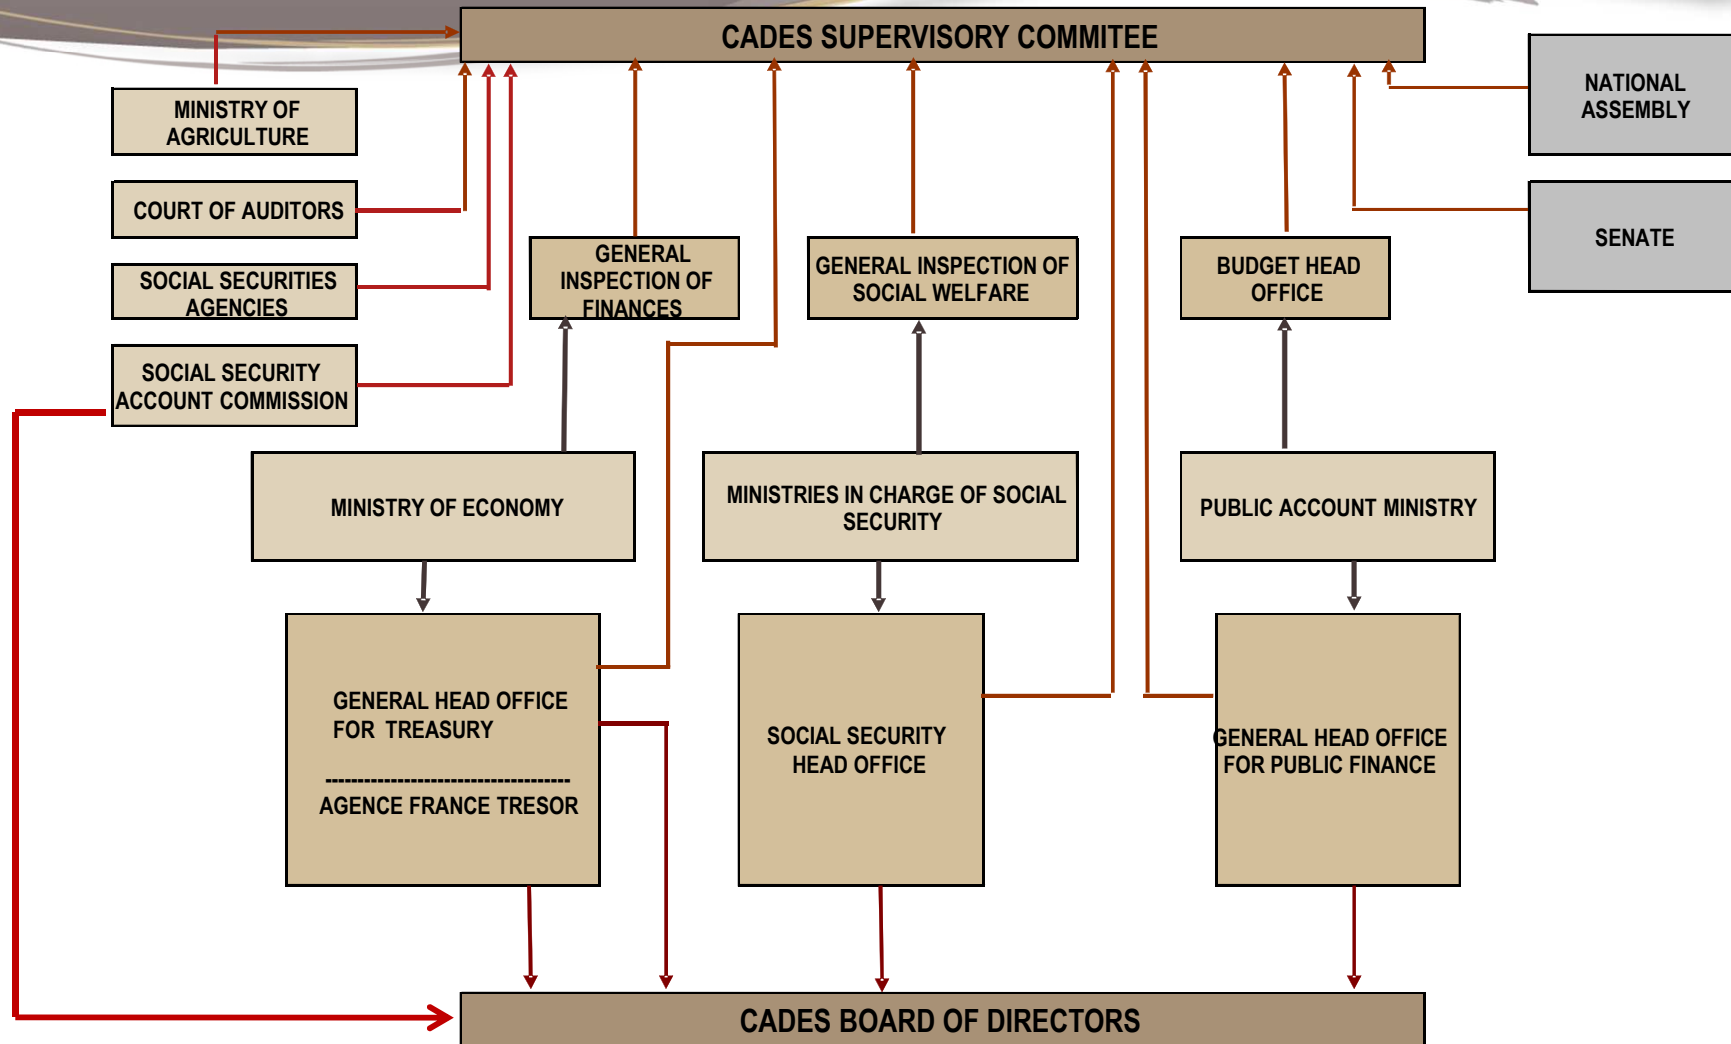 CADES SUPERVISORY COMMITEE
MINISTRY OF
AGRICULTURE
NATIONAL
ASSEMBLY
COURT OF AUDITORS
SENATE
GENERAL
INSPECTION OF
FINANCES
GENERAL INSPECTION OF
SOCIAL WELFARE
BUDGET HEAD
OFFICE
SOCIAL SECURITIES
AGENCIES
SOCIAL SECURITY
ACCOUNT COMMISSION
MINISTRY OF ECONOMY
MINISTRIES IN CHARGE OF SOCIAL
SECURITY
PUBLIC ACCOUNT MINISTRY
GENERAL HEAD OFFICE
FOR TREASURY
--------------------------------------
AGENCE FRANCE TRESOR
SOCIAL SECURITY
HEAD OFFICE
GENERAL HEAD OFFICE
FOR PUBLIC FINANCE
CADES BOARD OF DIRECTORS